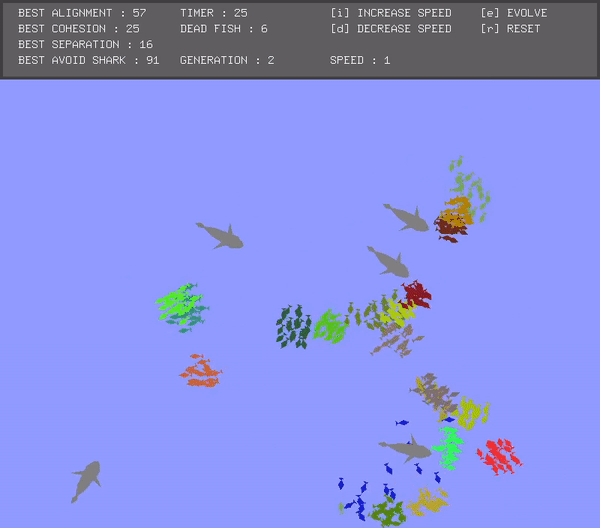 BEST ALIGNMENT : 57 TIMER : 25 [i] INCREASE SPEED [e] EVOLVE
BEST COHESION : 25 DEAD FISH : 6 [d] DECREASE SPEED [r] RESET
BEST SEPARATION : 16
BEST AVOID SHARK : 91 GENERATION : 2 SPEED : 1